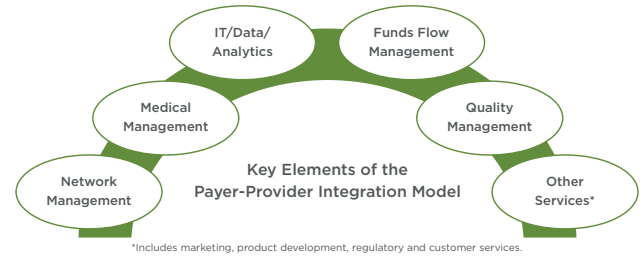 IT/Data/
Analytics
Funds Flow
Management
Medical
Management
Quality
Management
Network
Management
Key Elements of the
Payer-Provider Integration Model
Other
Services*
*Includes marketing, product development, regulatory and customer services.